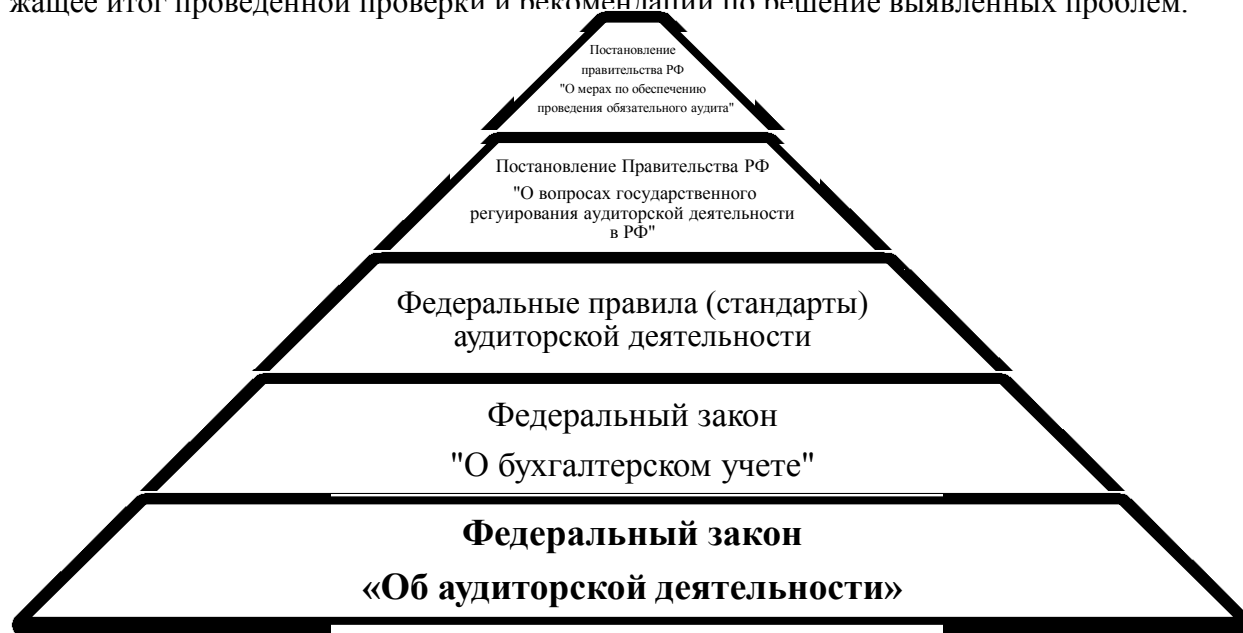 жащее итог проведенной проверки и рекомендации по решение выявленных проблем.
Постановление
правительства РФ
"О мерах по обеспечению
проведения обязательного аудита"
Постановление Правительства РФ
"О вопросах государственного
регуирования аудиторской деятельности
в РФ"
Федеральные правила (стандарты)
аудиторской деятельности
Федеральный закон
"О бухгалтерском учете"
Федеральный закон
«Об аудиторской деятельности»